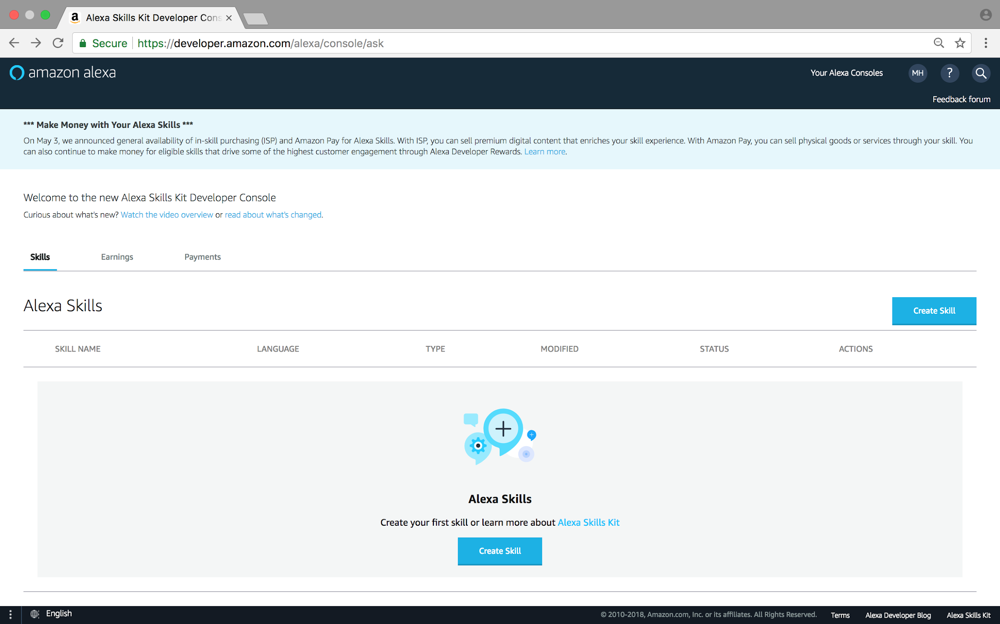 Alexa Skills Kit Developer Cons
Secure https://developer.amazon.com/alexa/console/ask
amazon alexa
Your Alexa Consoles
MH
?
Feedback forum
*** Make Money with Your Alexa Skills ***
On May 3, we announced general availability of in-skill purchasing (ISP) and Amazon Pay for Alexa Skills. With ISP, you can sell premium digital content that enriches your skill experience. With Amazon Pay, you can sell physical goods or services through your skill. You
can also continue to make money for eligible skills that drive some of the highest customer engagement through Alexa Developer Rewards. Learn more.
Welcome to the new Alexa Skills Kit Developer Console
Curious about what's new? Watch the video overview or read about what's changed.
Skills Earnings Payments
Alexa Skills
Create Skill
SKILL NAME LANGUAGE TYPE MODIFIED STATUS ACTIONS
Alexa Skills
Create your first skill or learn more about Alexa Skills Kit
Create Skill
English
© 2010-2018, Amazon.com, Inc. or its affiliates. All Rights Reserved. Terms Alexa Developer Blog Alexa Skills Kit